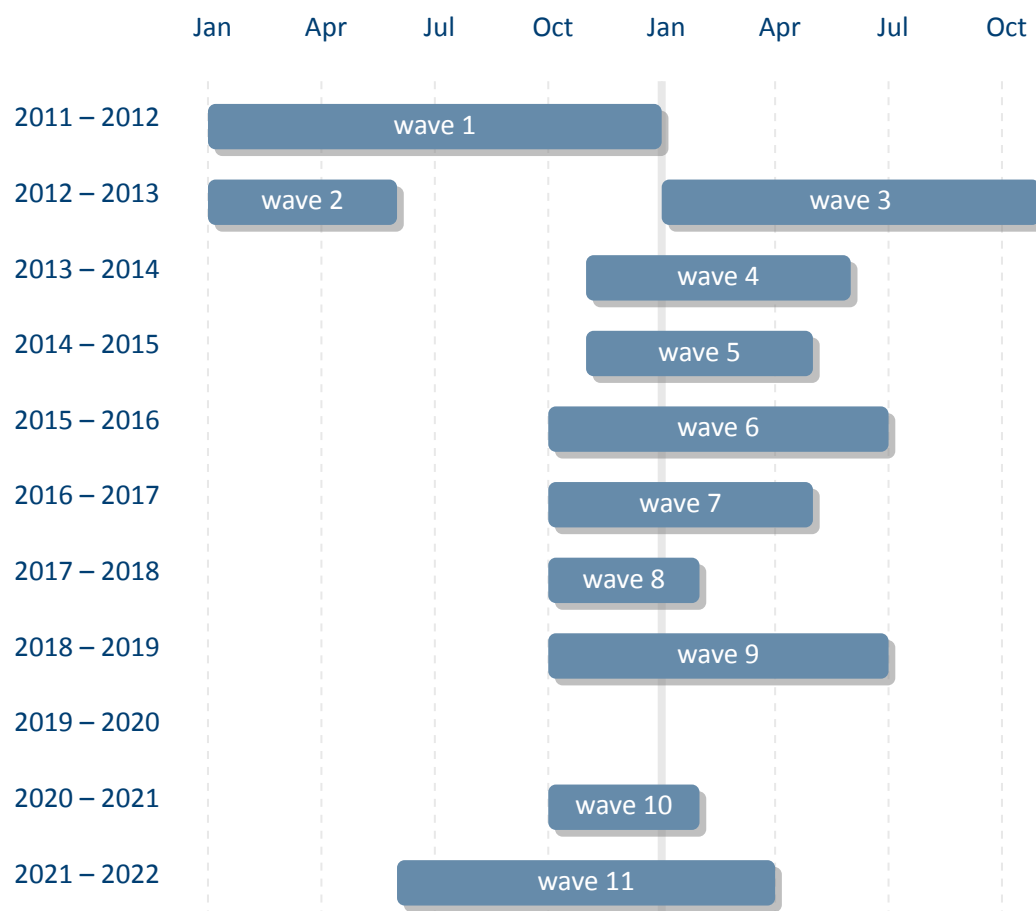 Jan Apr Jul Oct Jan Apr Jul Oct
2011 – 2012 wave 1
2012 – 2013 wave 2 wave 3
2013 – 2014 wave 4
2014 – 2015 wave 5
2015 – 2016 wave 6
2016 – 2017 wave 7
2017 – 2018 wave 8
2018 – 2019 wave 9
2019 – 2020
2020 – 2021 wave 10
2021 – 2022 wave 11